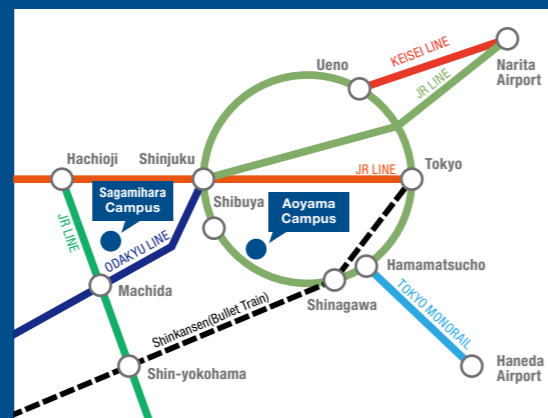 KEISEI LINE
Ueno
Narita
Airport
JR LINE
Hachioji
Shinjuku
JR LINE
Tokyo
Sagamihara
Campus
Shibuya
Aoyama
Campus
JR LINE
ODAKYU LINE
Hamamatsucho
Machida
Shinagawa
Shinkansen(Bullet Train)
TOKYO MONORAIL
Shin-yokohama
Haneda
Airport